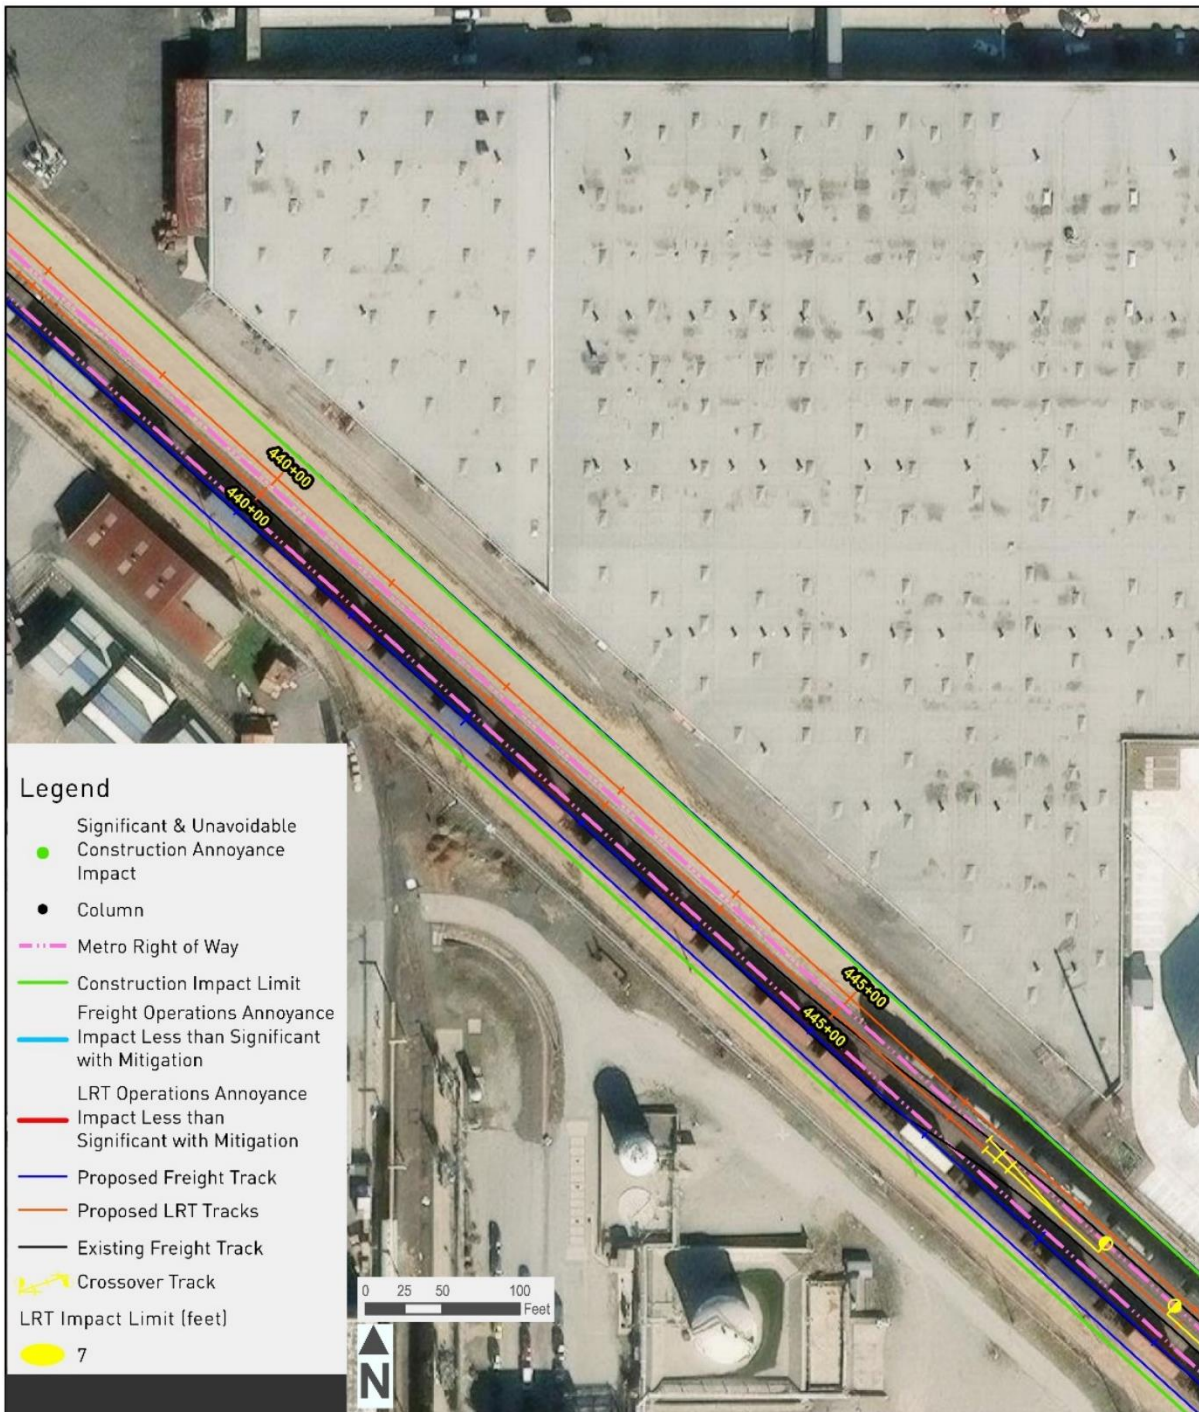 440+00
440+00
445+00
445+00
Legend
Significant & Unavoidable
Construction Annoyance
Impact
Column
Metro Right of Way
Construction Impact Limit
Freight Operations Annoyance
Impact Less than Significant
with Mitigation
LRT Operations Annoyance
Impact Less than
Significant with Mitigation
Proposed Freight Track
Proposed LRT Tracks
Existing Freight Track
Crossover Track
LRT Impact Limit (feet)
7
0 25 50 100
Feet
N